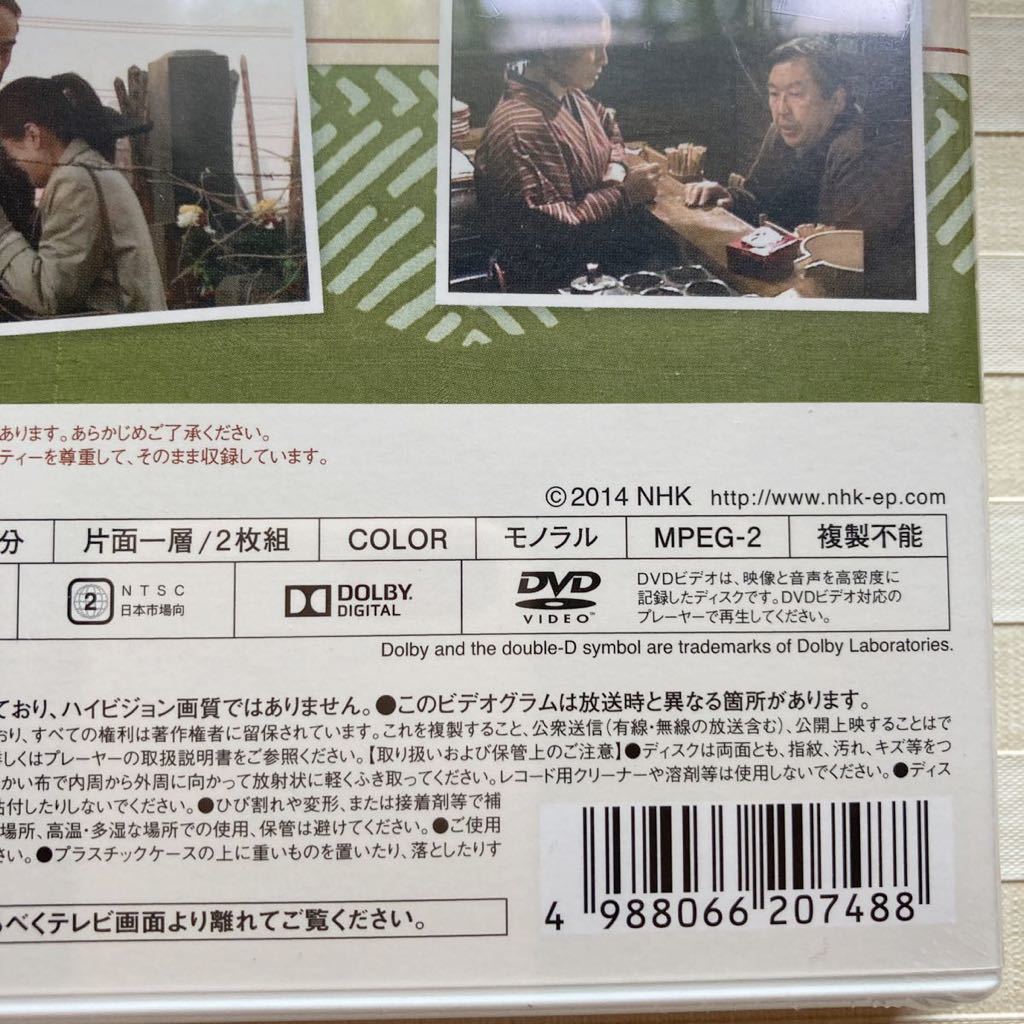 あります。あらかじめご了承ください。
ティーを尊重して、そのまま収録しています。
©2014 NHK http://www.nhk-ep.com
分 片面一層/2枚組 COLOR モノラル MPEG-2 複製不能
2 NTSC 日本市場向 DOLBY DIGITAL DVD VIDEO™ DVDビデオは、映像と音声を高密度に
記録したディスクです。DVDビデオ対応の
プレーヤーで再生してください。
Dolby and the double-D symbol are trademarks of Dolby Laboratories.
ており、ハイビジョン画質ではありません。●このビデオグラムは放送時と異なる箇所があります。
おり、すべての権利は著作権者に留保されています。これを複製すること、公衆送信(有線・無線の放送含む)、公開上映することはで
しくはプレーヤーの取扱説明書をご参照ください。【取り扱いおよび保管上のご注意】●ディスクは両面とも、指紋、汚れ、キズ等をつ
かい布で内周から外周に向かって放射状に軽くふき取ってください。レコード用クリーナーや溶剤等は使用しないでください。●ディス
貼付したりしないでください。●ひび割れや変形、または接着剤等で補
場所、高温・多湿な場所での使用、保管は避けてください。●ご使用
さい。●プラスチックケースの上に重いものを置いたり、落としたりす
べくテレビ画面より離れてご覧ください。
4 988066 207488